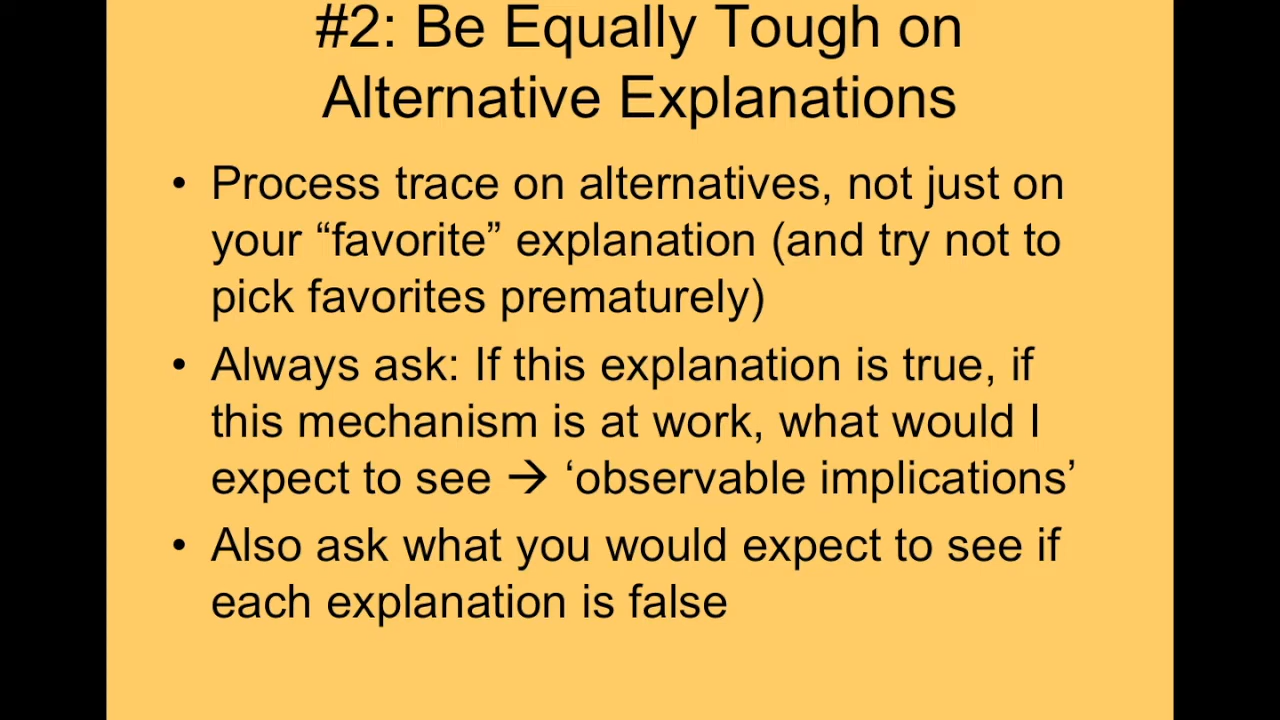 #2: Be Equally Tough on
Alternative Explanations
• Process trace on alternatives, not just on
your “favorite” explanation (and try not to
pick favorites prematurely)
• Always ask: If this explanation is true, if
this mechanism is at work, what would I
expect to see → ‘observable implications’
• Also ask what you would expect to see if
each explanation is false